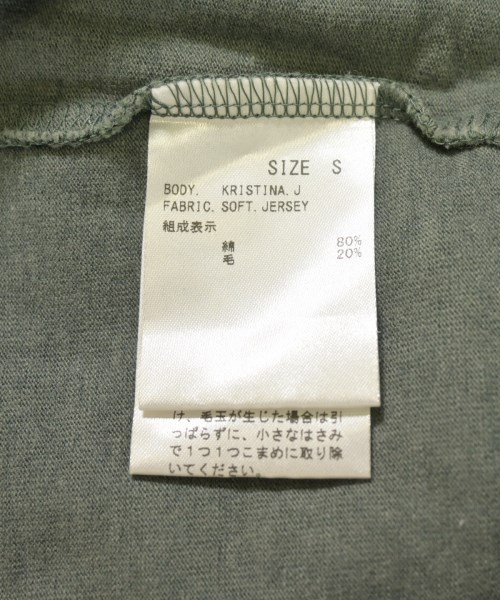 SIZE S
BODY. KRISTINA.J
FABRIC.SOFT.JERSEY
組成表示
綿 80%
毛 20%
け、毛玉が生じた場合は引
っぱらずに、小さなはさみ
で1つ1つこまめに取り除
いてください。